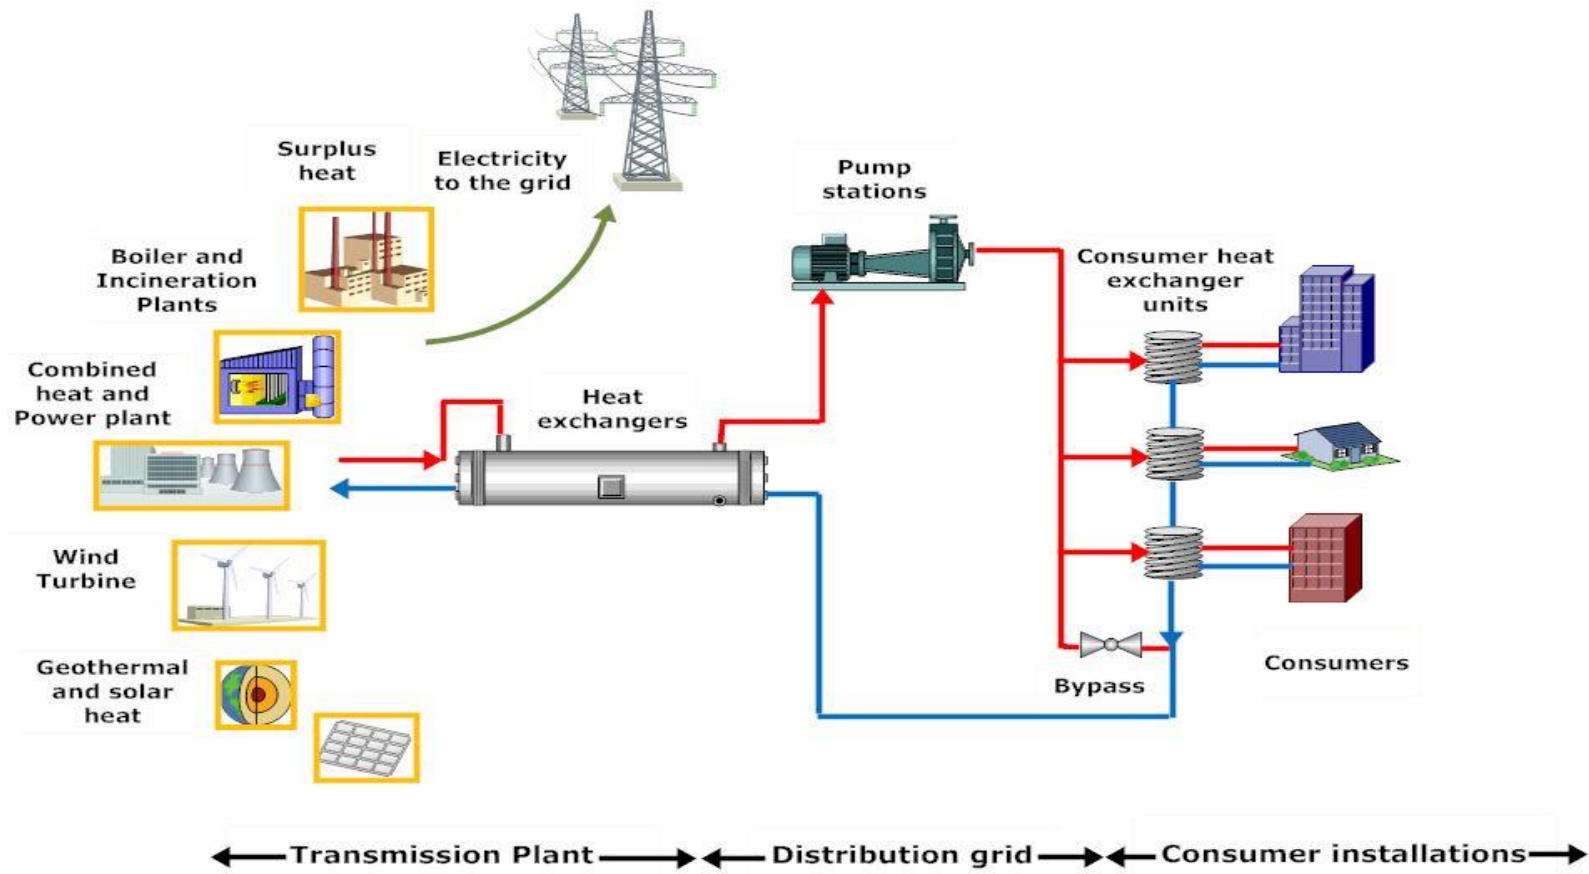 Surplus
heat
Electricity
to the grid
Pump
stations
Boiler and
Incineration
Plants
Consumer heat
exchanger
units
Combined
heat and
Power plant
Heat
exchangers
Wind
Turbine
Geothermal
and solar
heat
Bypass
Consumers
Transmission Plant
Distribution grid
Consumer installations